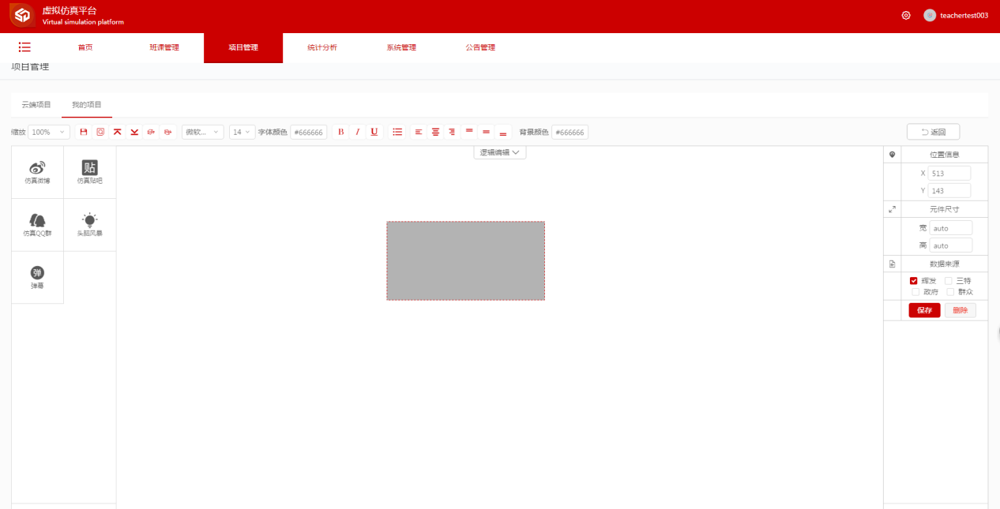 虚拟仿真平台
Virtual simulation platform
teachertest003
首页
班课管理
项目管理
统计分析
系统管理
公告管理
项目管理
云端项目
我的项目
缩放
100%
微软...
14
字体颜色
#666666
B
I
U
背景颜色
#666666
返回
逻辑编辑
仿真微博
贴
仿真贴吧
仿真QQ群
头脑风暴
弹
弹幕
位置信息
X 513
Y 143
元件尺寸
宽 auto
高 auto
数据来源
辉发 三特
政府 群众
保存 删除